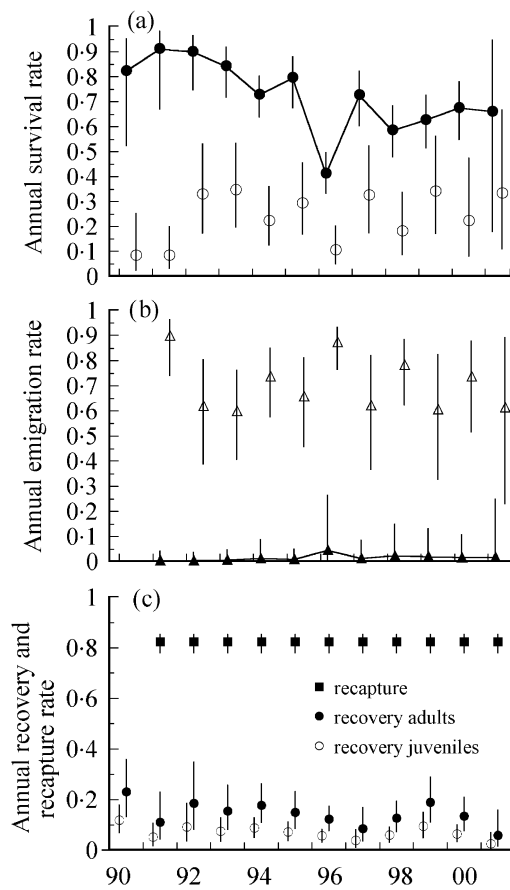 (a)
Annual survival rate
1
0·9
0·8
0·7
0·6
0·5
0·4
0·3
0·2
0·1
0
(b)
Annual emigration rate
1
0·9
0·8
0·7
0·6
0·5
0·4
0·3
0·2
0·1
0
(c)
Annual recovery and
recapture rate
1
0·8
0·6
0·4
0·2
0
recapture
recovery adults
recovery juveniles
90 92 94 96 98 00